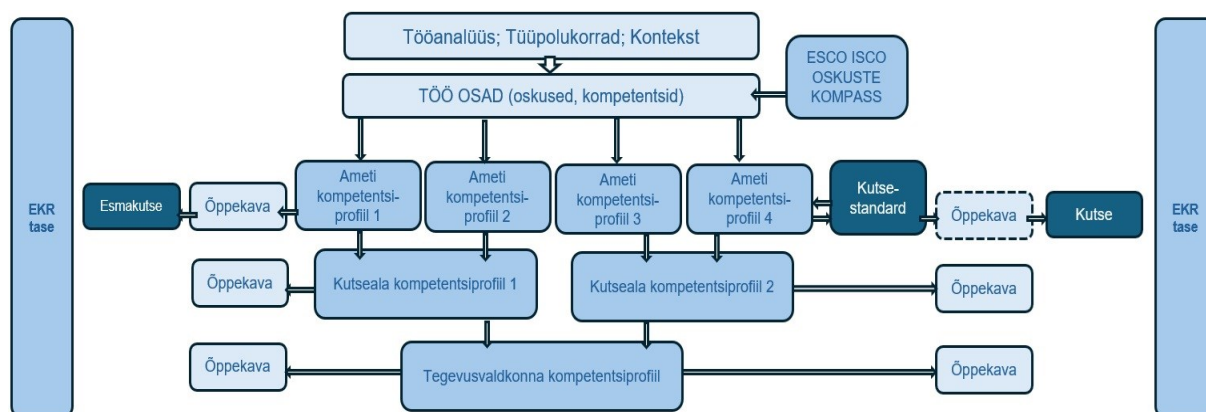 Tööanalüüs; Tüüpolukorrad; Kontekst
ESCO ISCO
OSKUSTE
KOMPASS
TÖÖ OSAD (oskused, kompetentsid)
EKR
tase
Esmakutse
Õppekava
Ameti
kompetentsi-
profiil 1
Ameti
kompetentsi-
profiil 2
Ameti
kompetentsi-
profiil 3
Ameti
kompetentsi-
profiil 4
Kutse-
standard
Õppekava
Kutse
EKR
tase
Õppekava
Kutseala kompetentsiprofiil 1
Kutseala kompetentsiprofiil 2
Õppekava
Õppekava
Tegevusvaldkonna kompetentsiprofiil
Õppekava